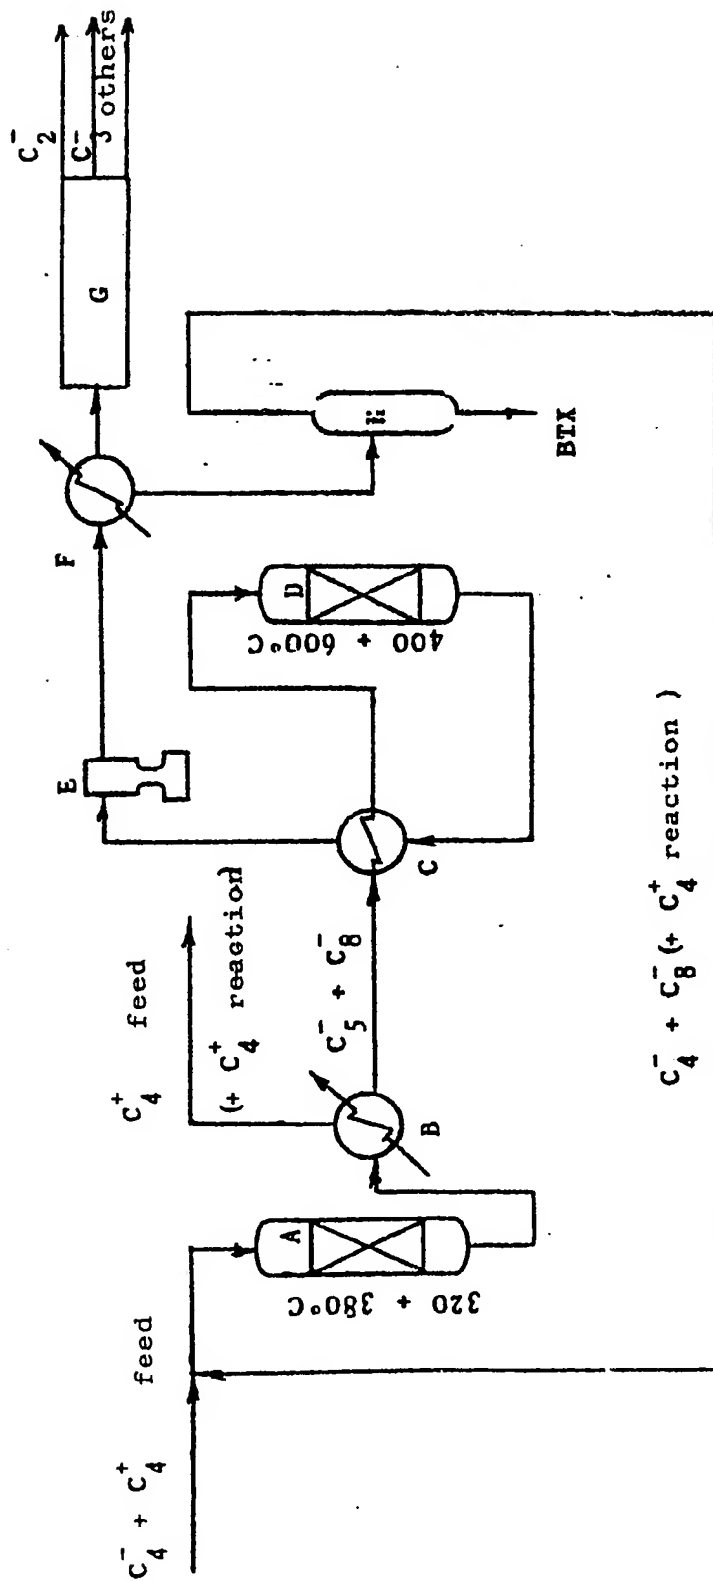 C₄⁻ + C₄⁺ feed
A
320 + 380°C
B
C₄⁺ feed
(+ C₄⁺ reaction)
C₅⁻ + C₈⁻
C
D
400 + 600°C
E
F
G
C₂⁻
C₃⁻
others
BTX
C₄⁻ + C₈⁻ (+ C₄⁺ reaction)